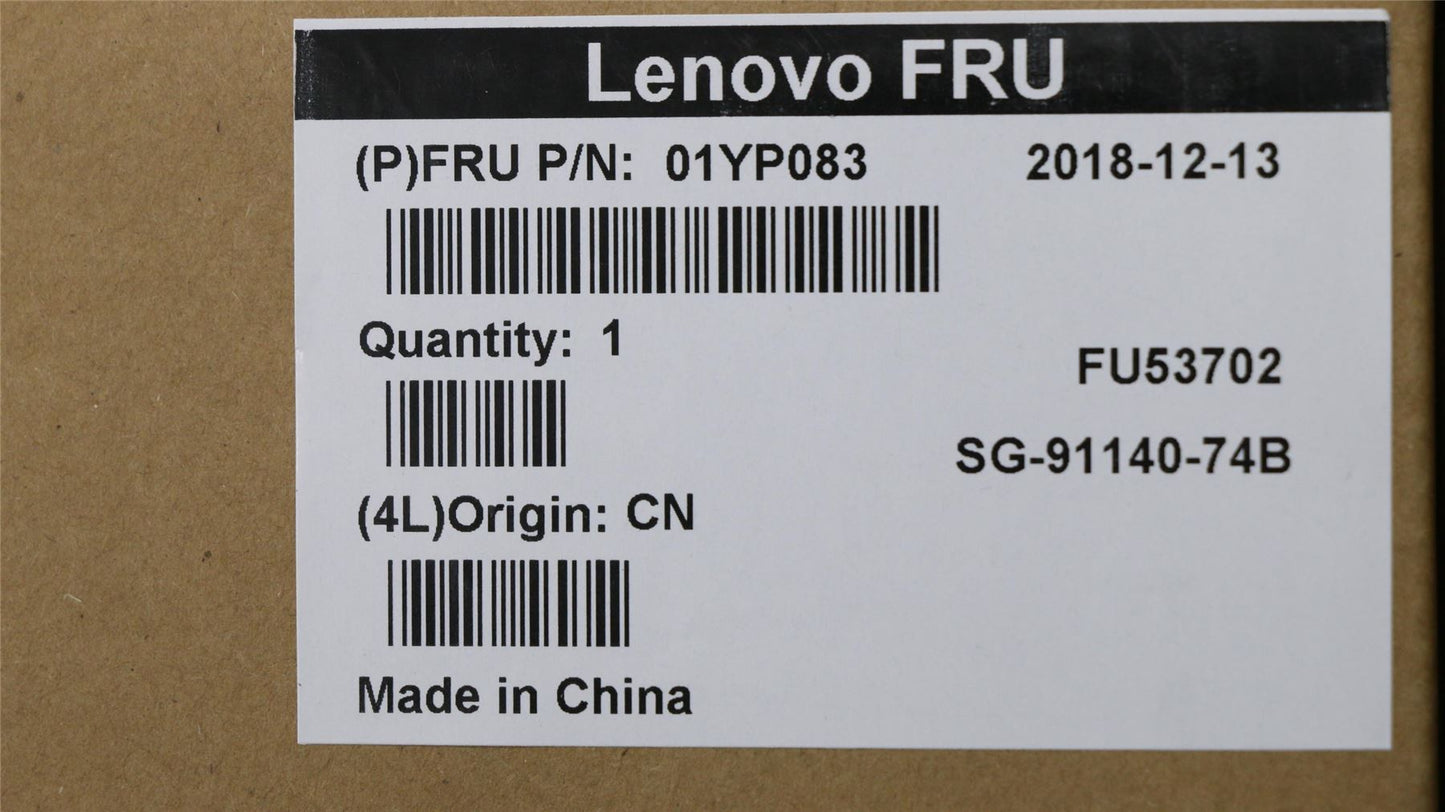 Lenovo FRU
(P)FRU P/N: 01YP083 2018-12-13
Quantity: 1
FU53702
SG-91140-74B
(4L)Origin: CN
Made in China